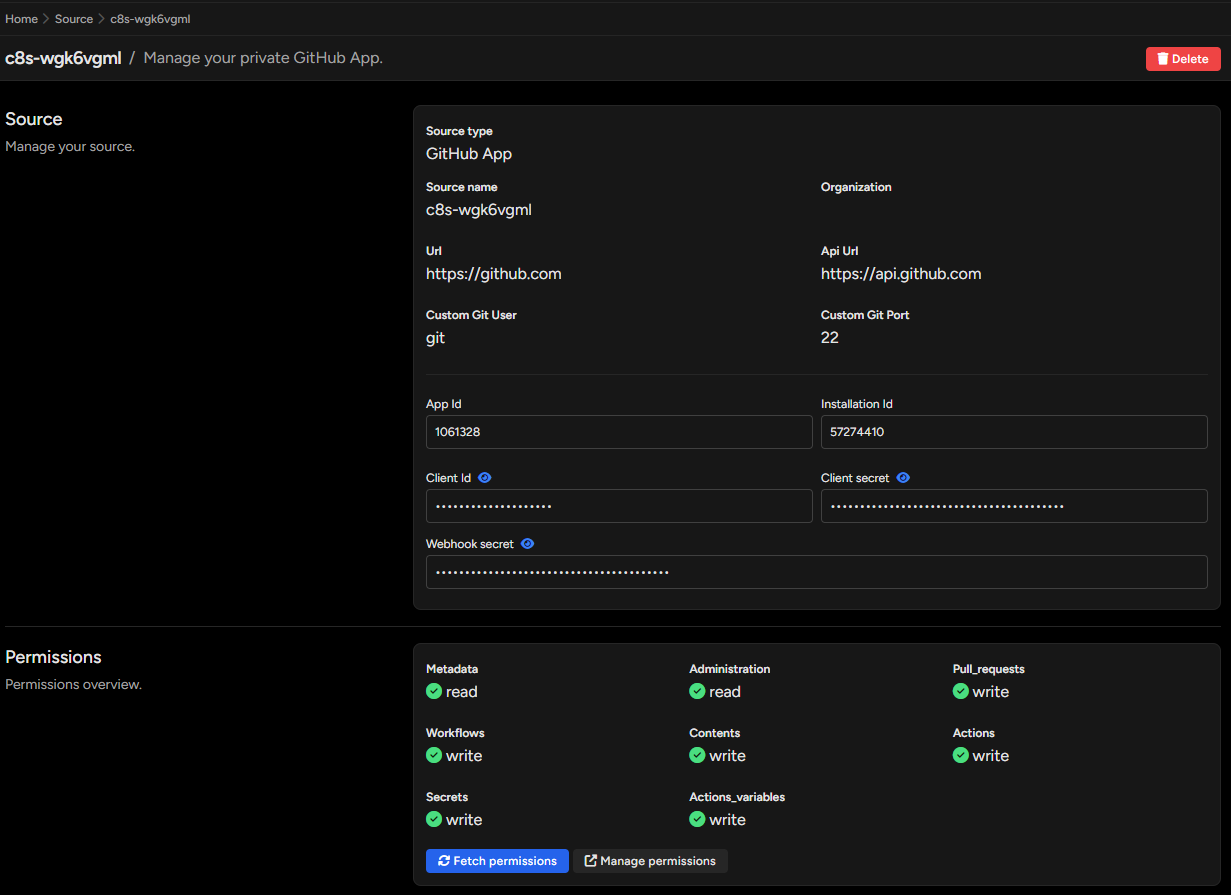 Home > Source > c8s-wgk6vgml
c8s-wgk6vgml / Manage your private GitHub App.
Delete
Source
Manage your source.
Source type
GitHub App
Source name
c8s-wgk6vgml
Organization
Url
https://github.com
Api Url
https://api.github.com
Custom Git User
git
Custom Git Port
22
App Id
1061328
Installation Id
57274410
Client Id
••••••••••••••••••••
Client secret
••••••••••••••••••••••••••••••••••••••••
Webhook secret
••••••••••••••••••••••••••••••••••••••••
Permissions
Permissions overview.
Metadata
read
Administration
read
Pull_requests
write
Workflows
write
Contents
write
Actions
write
Secrets
write
Actions_variables
write
Fetch permissions
Manage permissions